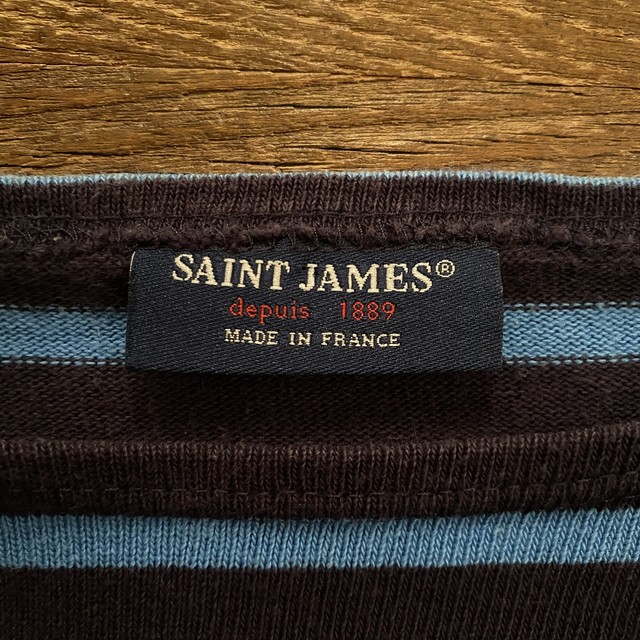 SAINT JAMES®
depuis 1889
MADE IN FRANCE